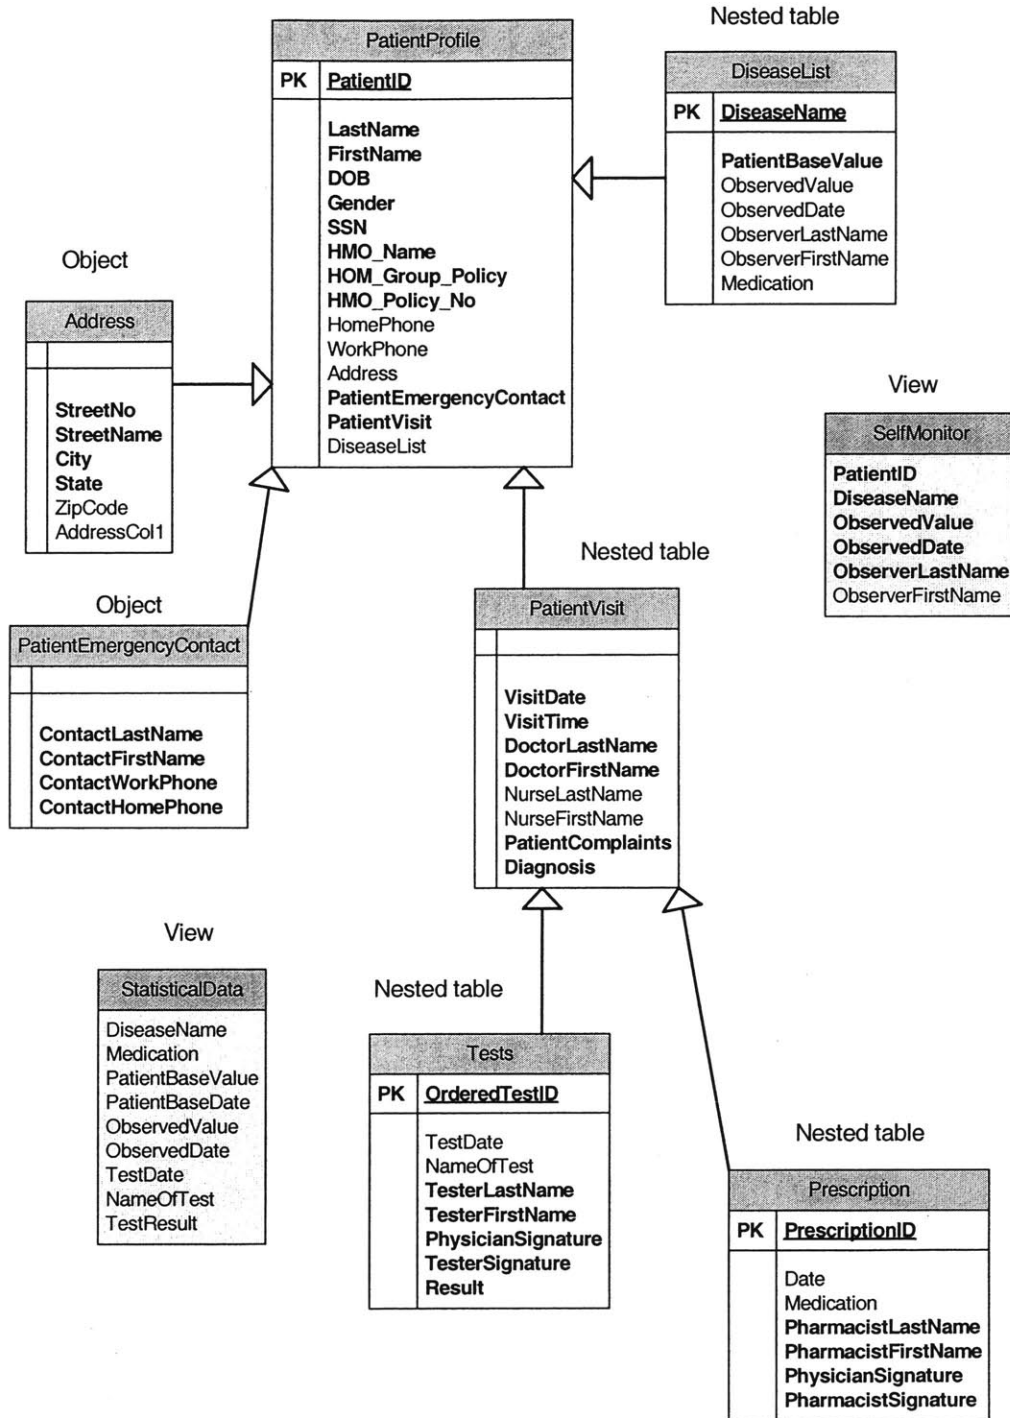 Nested table
PatientProfile
PK PatientID
LastName
FirstName
DOB
Gender
SSN
HMO_Name
HOM_Group_Policy
HMO_Policy_No
HomePhone
WorkPhone
Address
PatientEmergencyContact
PatientVisit
DiseaseList
DiseaseList
PK DiseaseName
PatientBaseValue
ObservedValue
ObservedDate
ObserverLastName
ObserverFirstName
Medication
Object
Address
StreetNo
StreetName
City
State
ZipCode
AddressCol1
View
SelfMonitor
PatientID
DiseaseName
ObservedValue
ObservedDate
ObserverLastName
ObserverFirstName
Object
PatientEmergencyContact
ContactLastName
ContactFirstName
ContactWorkPhone
ContactHomePhone
Nested table
PatientVisit
VisitDate
VisitTime
DoctorLastName
DoctorFirstName
NurseLastName
NurseFirstName
PatientComplaints
Diagnosis
View
StatisticalData
DiseaseName
Medication
PatientBaseValue
PatientBaseDate
ObservedValue
ObservedDate
TestDate
NameOfTest
TestResult
Nested table
Tests
PK OrderedTestID
TestDate
NameOfTest
TesterLastName
TesterFirstName
PhysicianSignature
TesterSignature
Result
Nested table
Prescription
PK PrescriptionID
Date
Medication
PharmacistLastName
PharmacistFirstName
PhysicianSignature
PharmacistSignature